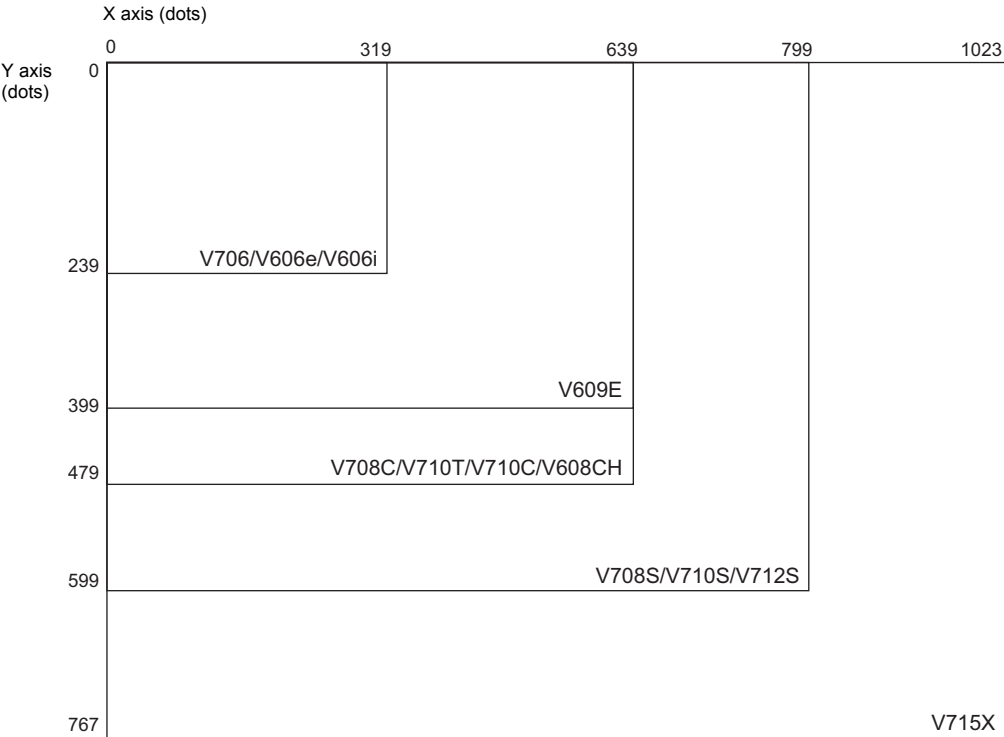 X axis (dots)
0 319 639 799 1023
Y axis
(dots)
0
V706/V606e/V606i
239
V609E
399
V708C/V710T/V710C/V608CH
479
V708S/V710S/V712S
599
767
V715X